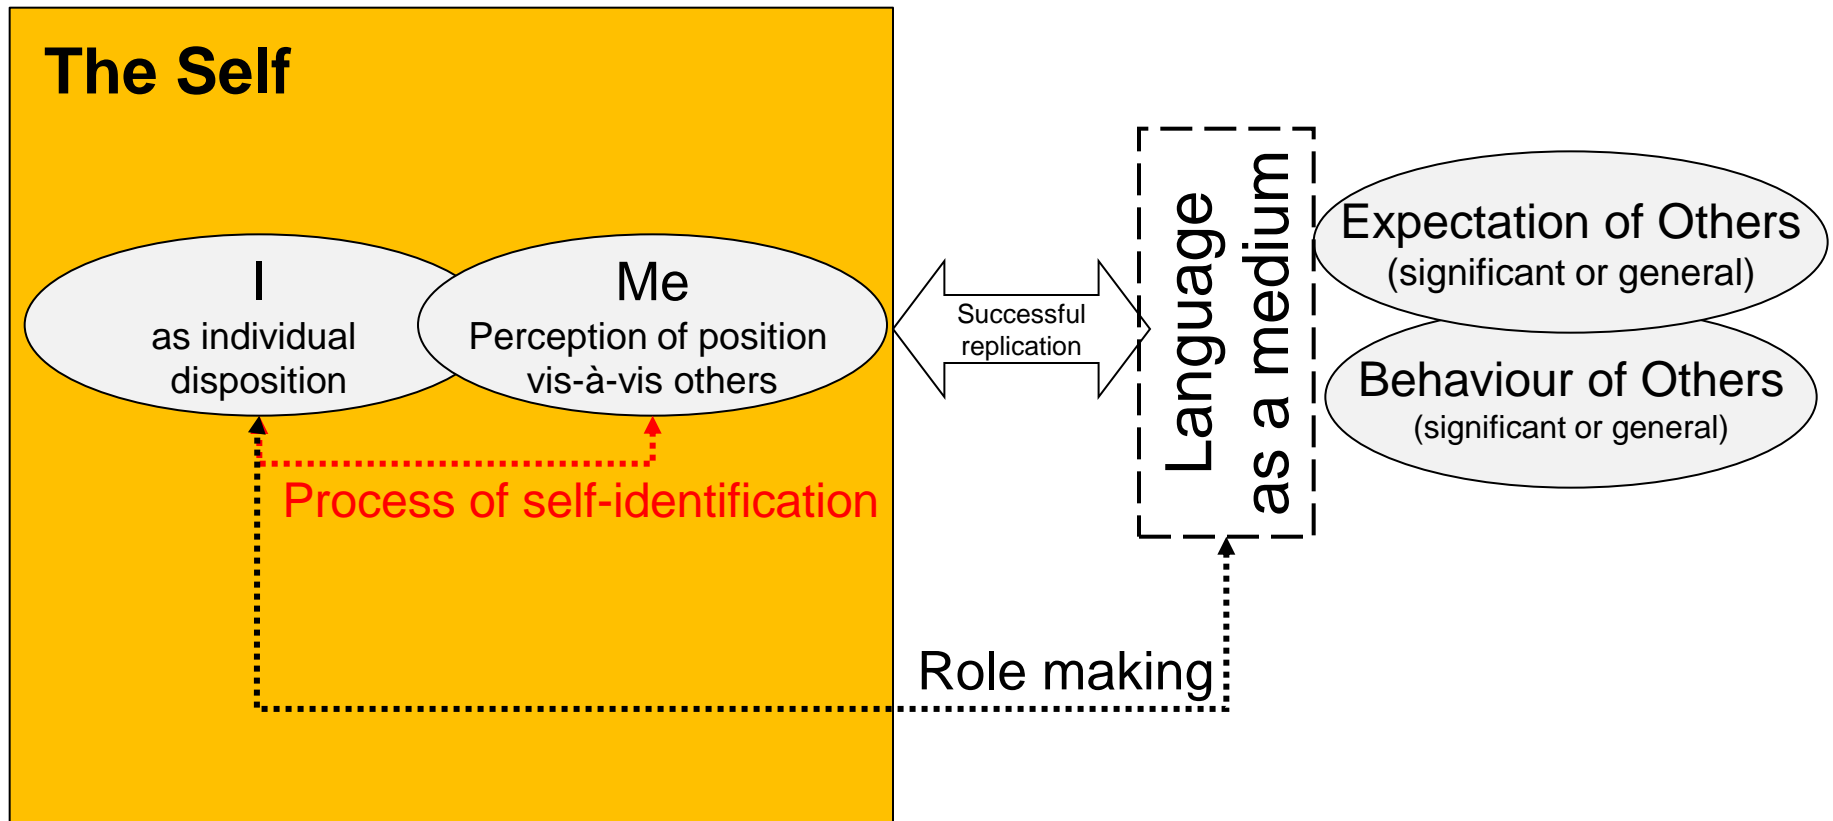 The Self
I
as individual
disposition
Me
Perception of position
vis-à-vis others
Process of self-identification
Successful
replication
Language
as a medium
Expectation of Others
(significant or general)
Behaviour of Others
(significant or general)
Role making